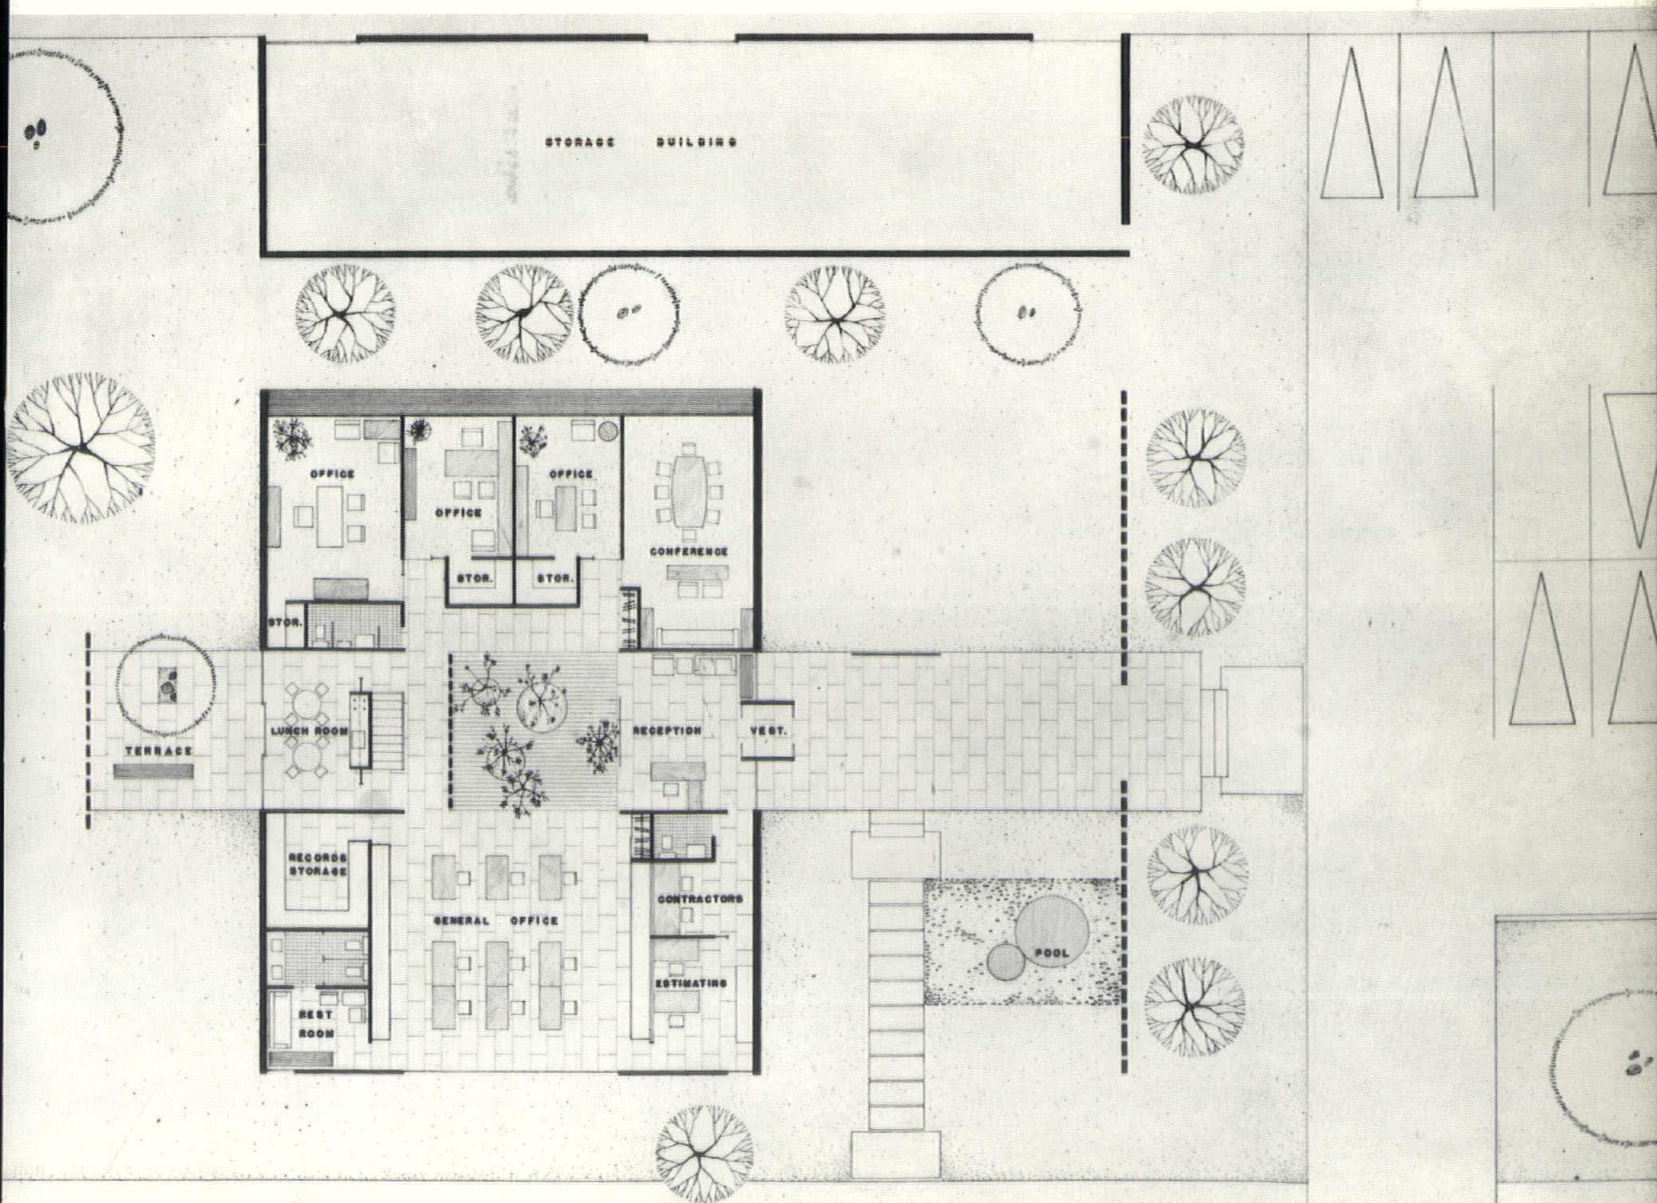 STORAGE BUILDING
OFFICE
OFFICE
OFFICE
CONFERENCE
STOR.
STOR.
STOR.
TERRACE
LUNCH ROOM
RECEPTION
VEST.
RECORDS
STORAGE
GENERAL OFFICE
CONTRACTORS
ESTIMATING
POOL
REST
ROOM